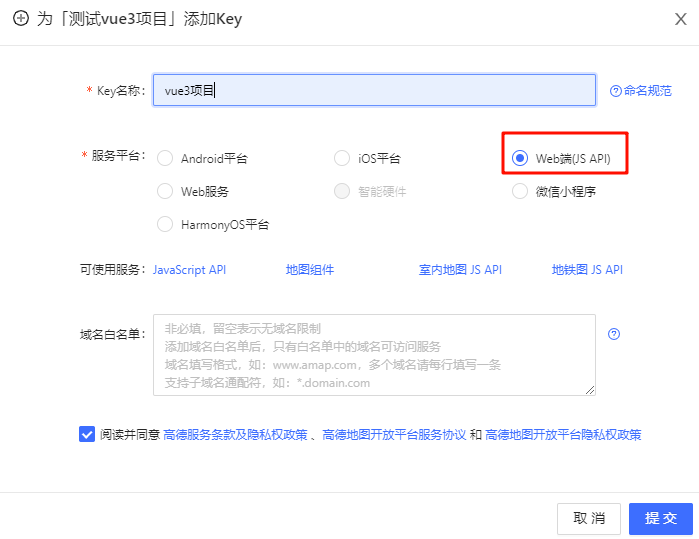 为「测试vue3项目」添加Key
* Key名称: vue3项目 命名规范
* 服务平台: Android平台 iOS平台 Web端(JS API)
Web服务 智能硬件 微信小程序
HarmonyOS平台
可使用服务: JavaScript API 地图组件 室内地图 JS API 地铁图 JS API
域名白名单: 非必填，留空表示无域名限制
添加域名白名单后，只有白名单中的域名可访问服务
域名填写格式，如：www.amap.com，多个域名请每行填写一条
支持子域名通配符，如：*.domain.com
阅读并同意 高德服务条款及隐私权政策 、高德地图开放平台服务协议 和 高德地图开放平台隐私权政策
取 消 提 交